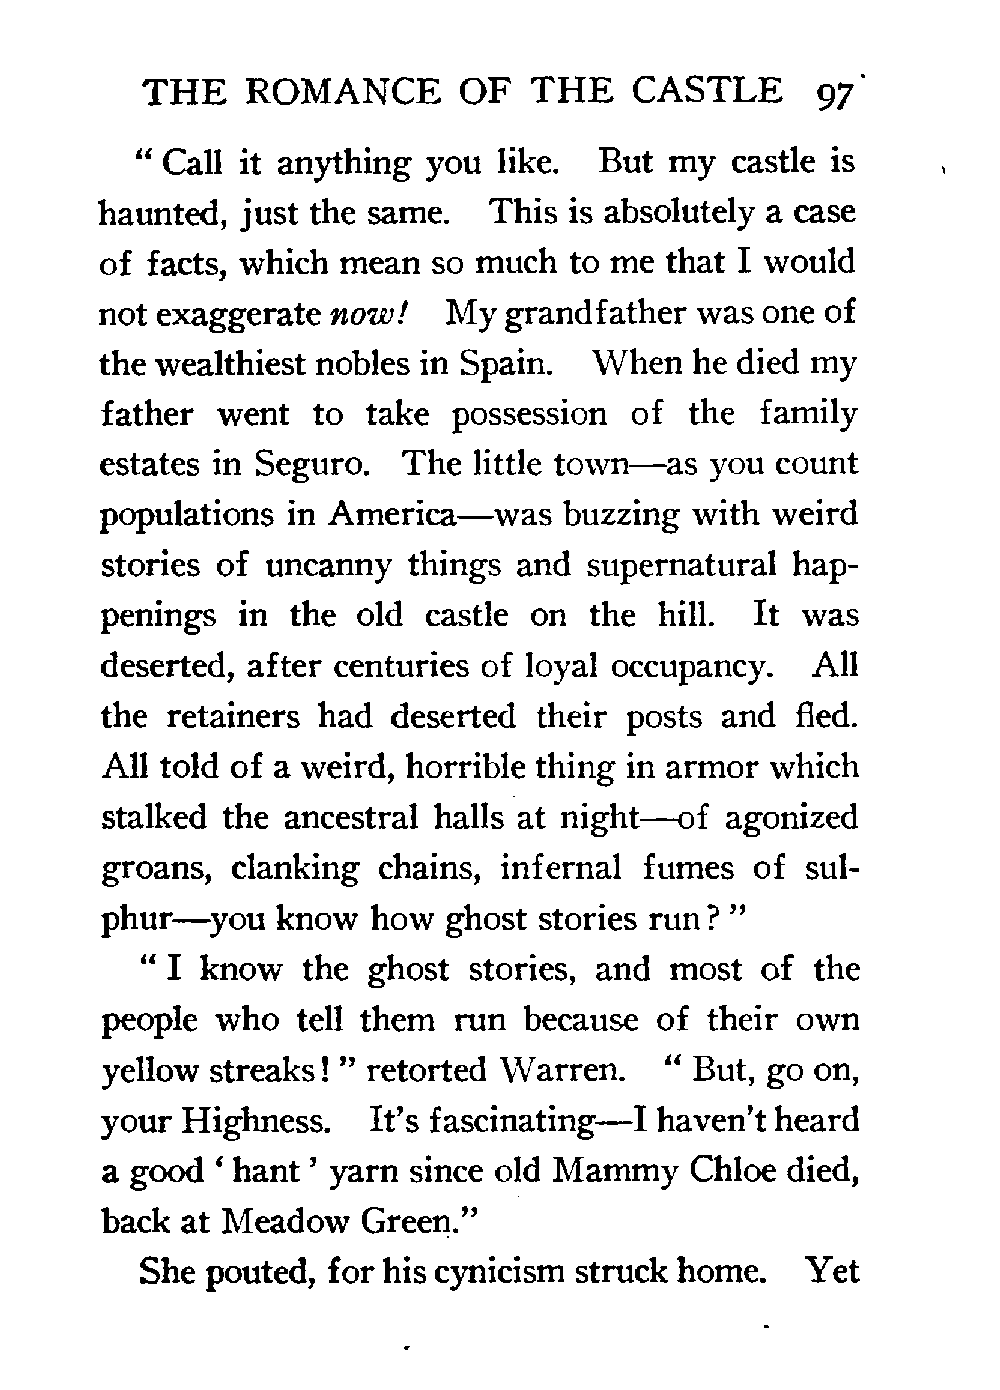 THE ROMANCE OF THE CASTLE 97
“ Call it anything you like. But my castle is
haunted, just the same. This is absolutely a case
of facts, which mean so much to me that I would
not exaggerate now! My grandfather was one of
the wealthiest nobles in Spain. When he died my
father went to take possession of the family
estates in Seguro. The little town—as you count
populations in America—was buzzing with weird
stories of uncanny things and supernatural hap-
penings in the old castle on the hill. It was
deserted, after centuries of loyal occupancy. All
the retainers had deserted their posts and fled.
All told of a weird, horrible thing in armor which
stalked the ancestral halls at night—of agonized
groans, clanking chains, infernal fumes of sul-
phur—you know how ghost stories run? ”
“ I know the ghost stories, and most of the
people who tell them run because of their own
yellow streaks! ” retorted Warren. “ But, go on,
your Highness. It’s fascinating—I haven’t heard
a good ‘ hant ’ yarn since old Mammy Chloe died,
back at Meadow Green.”
She pouted, for his cynicism struck home. Yet